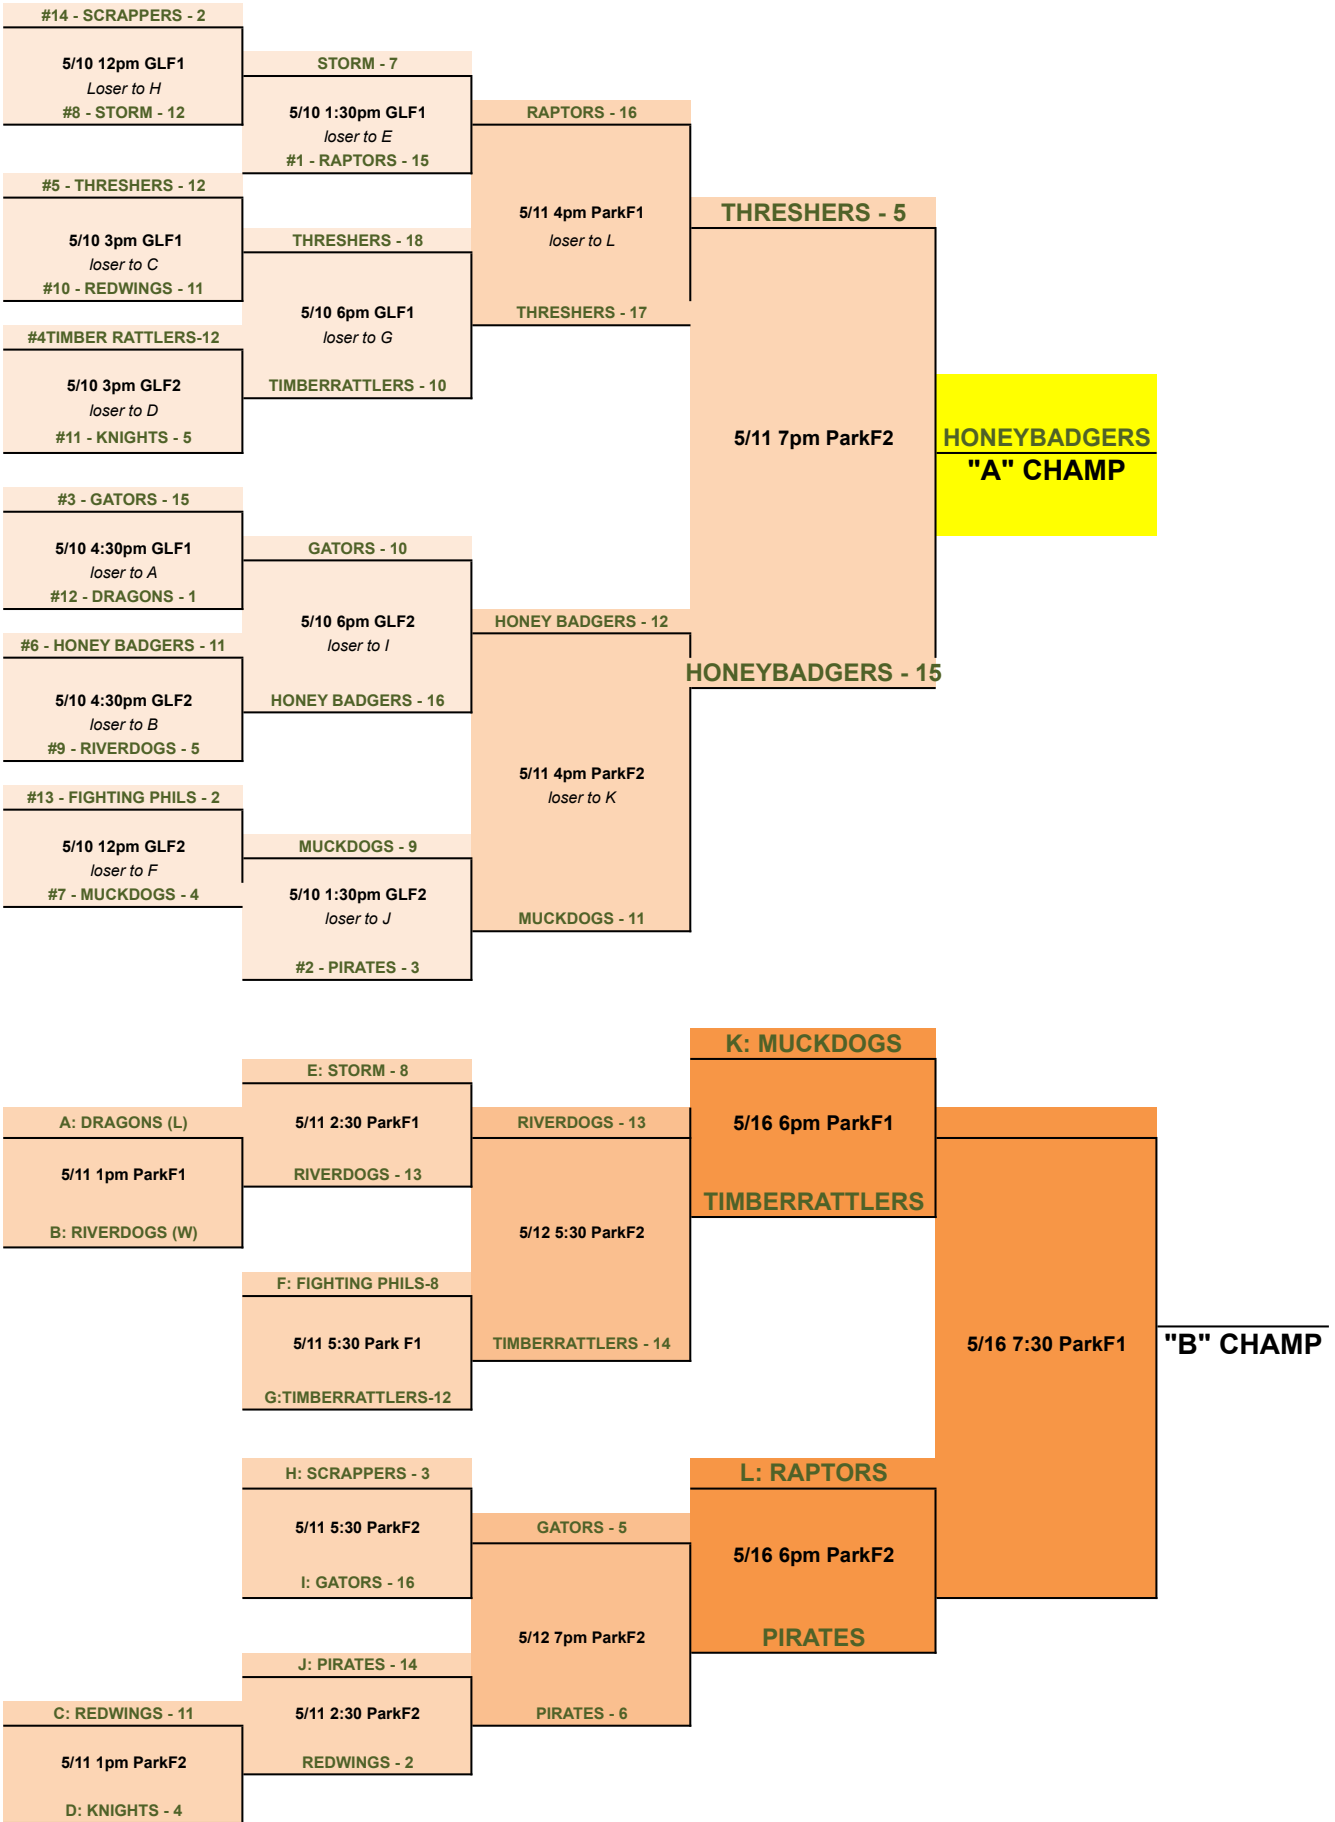 #14 - SCRAPPERS - 2
5/10 12pm GLF1
Loser to H
#8 - STORM - 12
STORM - 7
5/10 1:30pm GLF1
loser to E
#1 - RAPTORS - 15
RAPTORS - 16
5/11 4pm ParkF1
loser to L
THRESHERS - 17
#5 - THRESHERS - 12
5/10 3pm GLF1
loser to C
#10 - REDWINGS - 11
THRESHERS - 18
5/10 6pm GLF1
loser to G
TIMBERRATTLERS - 10
#4TIMBER RATTLERS-12
5/10 3pm GLF2
loser to D
#11 - KNIGHTS - 5
THRESHERS - 5
5/11 7pm ParkF2
HONEYBADGERS - 15
HONEYBADGERS
"A" CHAMP
#3 - GATORS - 15
5/10 4:30pm GLF1
loser to A
#12 - DRAGONS - 1
GATORS - 10
5/10 6pm GLF2
loser to I
HONEY BADGERS - 16
#6 - HONEY BADGERS - 11
5/10 4:30pm GLF2
loser to B
#9 - RIVERDOGS - 5
HONEY BADGERS - 12
5/11 4pm ParkF2
loser to K
MUCKDOGS - 11
#13 - FIGHTING PHILS - 2
5/10 12pm GLF2
loser to F
#7 - MUCKDOGS - 4
MUCKDOGS - 9
5/10 1:30pm GLF2
loser to J
#2 - PIRATES - 3
K: MUCKDOGS
5/16 6pm ParkF1
TIMBERRATTLERS
E: STORM - 8
5/11 2:30 ParkF1
RIVERDOGS - 13
A: DRAGONS (L)
5/11 1pm ParkF1
B: RIVERDOGS (W)
RIVERDOGS - 13
5/12 5:30 ParkF2
TIMBERRATTLERS - 14
F: FIGHTING PHILS-8
5/11 5:30 Park F1
G:TIMBERRATTLERS-12
5/16 7:30 ParkF1
"B" CHAMP
H: SCRAPPERS - 3
5/11 5:30 ParkF2
I: GATORS - 16
GATORS - 5
5/12 7pm ParkF2
PIRATES - 6
L: RAPTORS
5/16 6pm ParkF2
PIRATES
J: PIRATES - 14
5/11 2:30 ParkF2
REDWINGS - 2
C: REDWINGS - 11
5/11 1pm ParkF2
D: KNIGHTS - 4